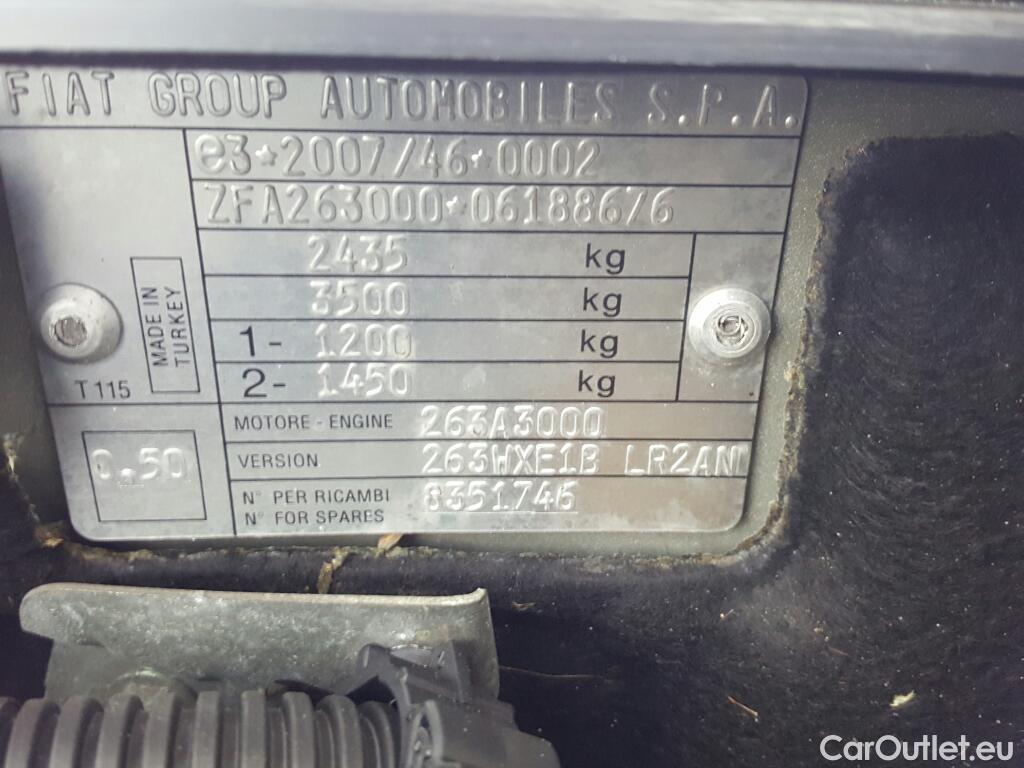 FIAT GROUP AUTOMOBILES S.P.A.
e3*2007/46*0002
ZFA263000*06188676
2435 kg
3500 kg
1- 1200 kg
2- 1450 kg
MADE IN
TURKEY
T115
0.50
MOTORE - ENGINE 263A3000
VERSION 263WXE1B LR2AN
N° PER RICAMBI
N° FOR SPARES
8351746
CarOutlet.eu